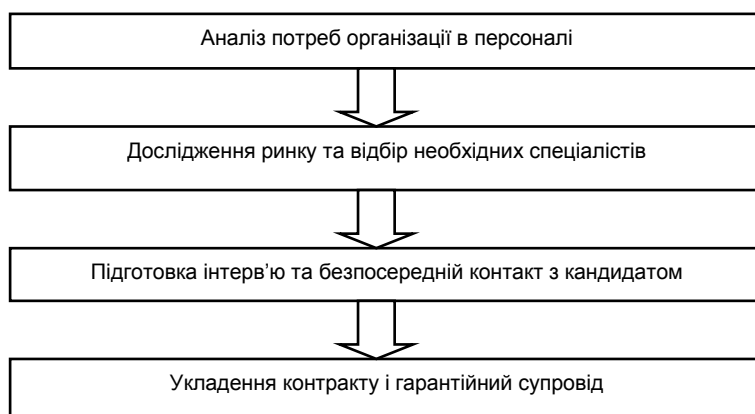 Аналіз потреб організації в персоналі
Дослідження ринку та відбір необхідних спеціалістів
Підготовка інтерв’ю та безпосередній контакт з кандидатом
Укладення контракту і гарантійний супровід